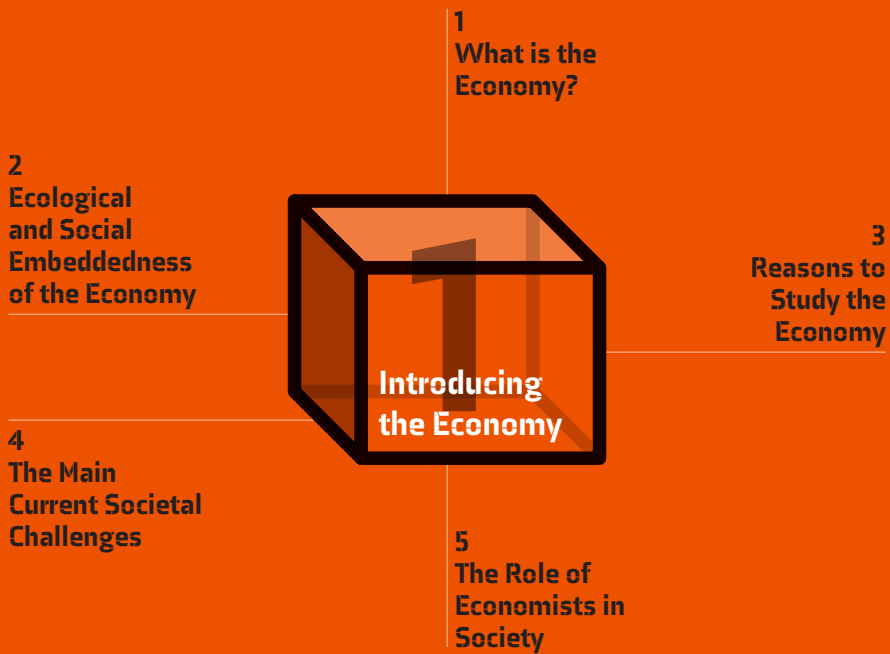 1
What is the
Economy?
2
Ecological
and Social
Embeddedness
of the Economy
3
Reasons to
Study the
Economy
1
Introducing
the Economy
4
The Main
Current Societal
Challenges
5
The Role of
Economists in
Society